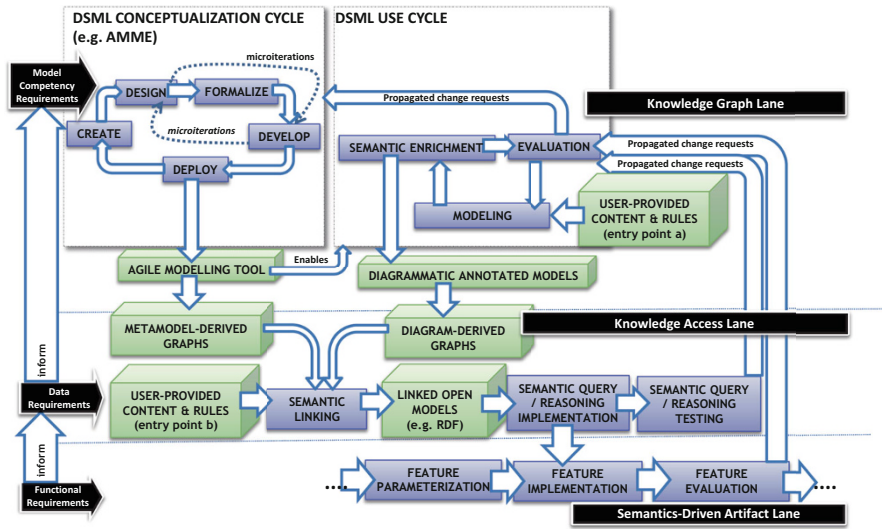 DSML CONCEPTUALIZATION CYCLE
(e.g. AMME)
DSML USE CYCLE
microiterations
Model
Competency
Requirements
DESIGN
FORMALIZE
Propagated change requests
Knowledge Graph Lane
microiterations
CREATE
DEVELOP
SEMANTIC ENRICHMENT
EVALUATION
Propagated change requests
Propagated change requests
DEPLOY
MODELING
USER-PROVIDED
CONTENT & RULES
(entry point a)
Enables
AGILE MODELLING TOOL
DIAGRAMMATIC ANNOTATED MODELS
METAMODEL-DERIVED
GRAPHS
DIAGRAM-DERIVED
GRAPHS
Knowledge Access Lane
inform
Data
Requirements
USER-PROVIDED
CONTENT & RULES
(entry point b)
SEMANTIC
LINKING
LINKED OPEN
MODELS
(e.g. RDF)
SEMANTIC QUERY
/ REASONING
IMPLEMENTATION
SEMANTIC QUERY
/ REASONING
TESTING
inform
Functional
Requirements
....
FEATURE
PARAMETERIZATION
FEATURE
IMPLEMENTATION
FEATURE
EVALUATION
....
Semantics-Driven Artifact Lane